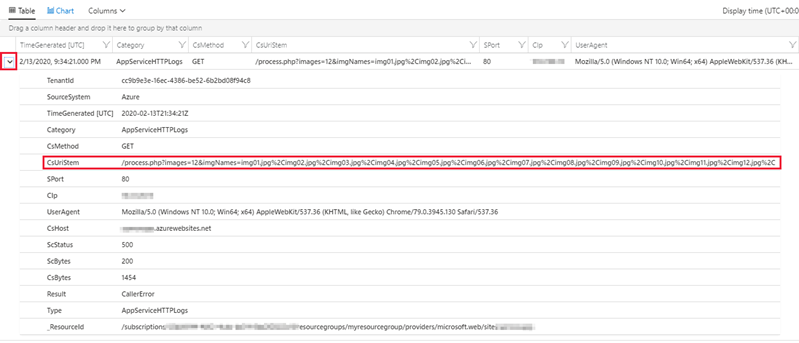 Table Chart Columns Display time (UTC+00:0
Drag a column header and drop it here to group by that column
TimeGenerated [UTC] Category CsMethod CsUriStem SPort CIp UserAgent
2/13/2020, 9:34:21.000 PM AppServiceHTTPLogs GET /process.php?images=12&imgNames=img01.jpg%2Cimg02.jpg%2Ci... 80 Mozilla/5.0 (Windows NT 10.0; Win64; x64) AppleWebKit/537.36 (KH...
TenantId cc9b9e3e-16ec-4386-be52-6b2bd08f94c8
SourceSystem Azure
TimeGenerated [UTC] 2020-02-13T21:34:21Z
Category AppServiceHTTPLogs
CsMethod GET
CsUriStem /process.php?images=12&imgNames=img01.jpg%2Cimg02.jpg%2Cimg03.jpg%2Cimg04.jpg%2Cimg05.jpg%2Cimg06.jpg%2Cimg07.jpg%2Cimg08.jpg%2Cimg09.jpg%2Cimg10.jpg%2Cimg11.jpg%2Cimg12.jpg%2C
SPort 80
CIp
UserAgent Mozilla/5.0 (Windows NT 10.0; Win64; x64) AppleWebKit/537.36 (KHTML, like Gecko) Chrome/79.0.3945.130 Safari/537.36
CsHost .azurewebsites.net
ScStatus 500
ScBytes 200
CsBytes 1454
Result CallerError
Type AppServiceHTTPLogs
_ResourceId /subscriptions/ resourcegroups/myresourcegroup/providers/microsoft.web/site